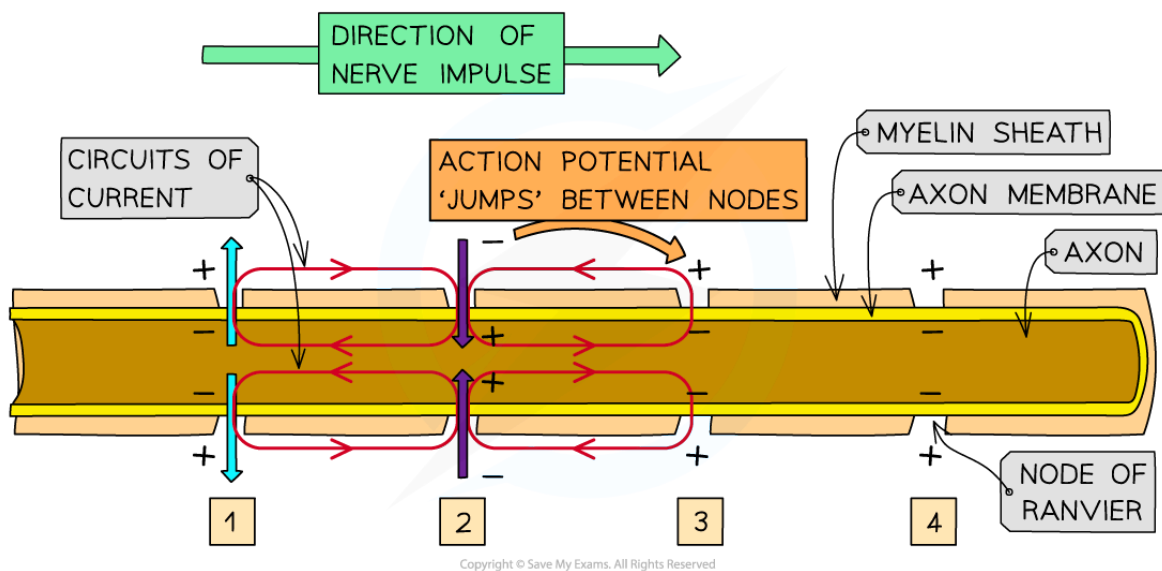 DIRECTION OF
NERVE IMPULSE
CIRCUITS OF
CURRENT
ACTION POTENTIAL
‘JUMPS’ BETWEEN NODES
MYELIN SHEATH
AXON MEMBRANE
AXON
+ − + +
− + − −
− + − −
+ − + +
1 2 3 4
NODE OF
RANVIER
Copyright © Save My Exams. All Rights Reserved